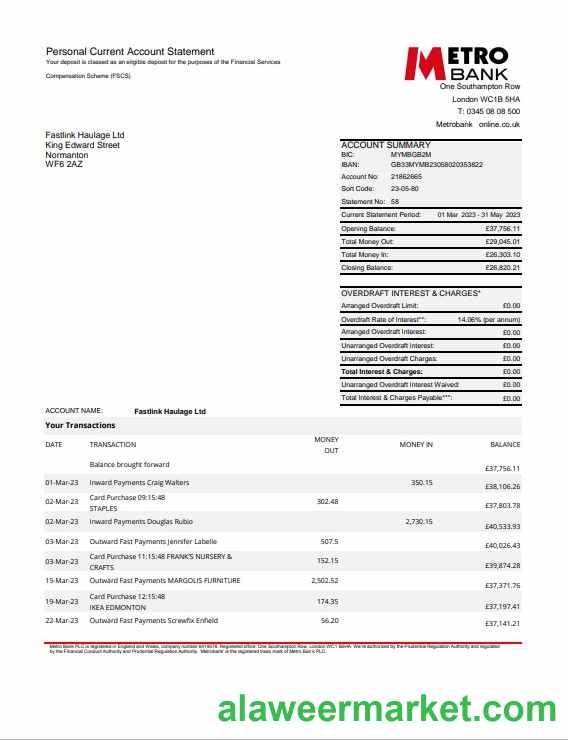 Personal Current Account Statement
Your deposit is classed as an eligible deposit for the purposes of the Financial Services
Compensation Scheme (FSCS)
METRO
BANK
One Southampton Row
London WC1B 5HA
T: 0345 08 08 500
Metrobank online.co.uk
Fastlink Haulage Ltd
King Edward Street
Normanton
WF6 2AZ
ACCOUNT SUMMARY
BIC: MYMBGB2M
IBAN: GB33MYMB23058020353822
Account No: 21862665
Sort Code: 23-05-80
Statement No: 58
Current Statement Period: 01 Mar 2023 - 31 May 2023
Opening Balance: £37,756.11
Total Money Out: £29,045.01
Total Money In: £26,303.10
Closing Balance: £26,820.21
OVERDRAFT INTEREST & CHARGES*
Arranged Overdraft Limit: £0.00
Overdraft Rate of Interest**: 14.06% (per annum)
Arranged Overdraft Interest: £0.00
Unarranged Overdraft Interest: £0.00
Unarranged Overdraft Charges: £0.00
Total Interest & Charges: £0.00
Unarranged Overdraft Interest Waived: £0.00
Total Interest & Charges Payable***: £0.00
ACCOUNT NAME: Fastlink Haulage Ltd
Your Transactions
DATE TRANSACTION MONEY OUT MONEY IN BALANCE
Balance brought forward £37,756.11
01-Mar-23 Inward Payments Craig Walters 350.15 £38,106.26
02-Mar-23 Card Purchase 09:15:48 STAPLES 302.48 £37,803.78
02-Mar-23 Inward Payments Douglas Rubio 2,730.15 £40,533.93
03-Mar-23 Outward Fast Payments Jennifer Labelle 507.5 £40,026.43
03-Mar-23 Card Purchase 11:15:48 FRANK'S NURSERY & CRAFTS 152.15 £39,874.28
15-Mar-23 Outward Fast Payments MARGOLIS FURNITURE 2,502.52 £37,371.76
19-Mar-23 Card Purchase 12:15:48 IKEA EDMONTON 174.35 £37,197.41
22-Mar-23 Outward Fast Payments Screwfix Enfield 56.20 £37,141.21
Metro Bank PLC is registered in England and Wales, company number 6419578. Registered office: One Southampton Row, London WC1 B5HA. We're authorised by the Prudential Regulation Authority and regulated
by the Financial Conduct Authority and Prudential Regulation Authority. 'Metrobank' is the registered trade mark of Metro Bank PLC.
alaweermarket.com